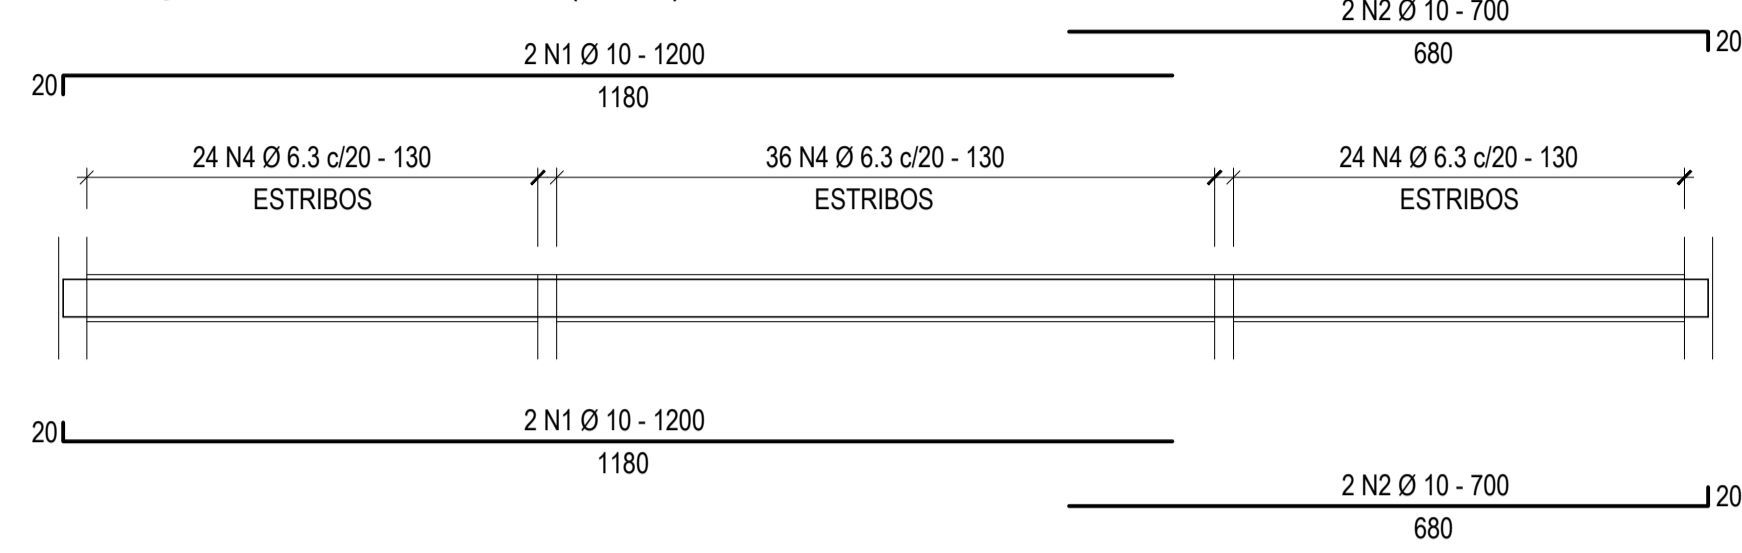 2 N2 Ø 10 - 700
680
20
2 N1 Ø 10 - 1200
20
1180
24 N4 Ø 6.3 c/20 - 130
36 N4 Ø 6.3 c/20 - 130
24 N4 Ø 6.3 c/20 - 130
ESTRIBOS
ESTRIBOS
ESTRIBOS
2 N1 Ø 10 - 1200
20
1180
2 N2 Ø 10 - 700
20
680